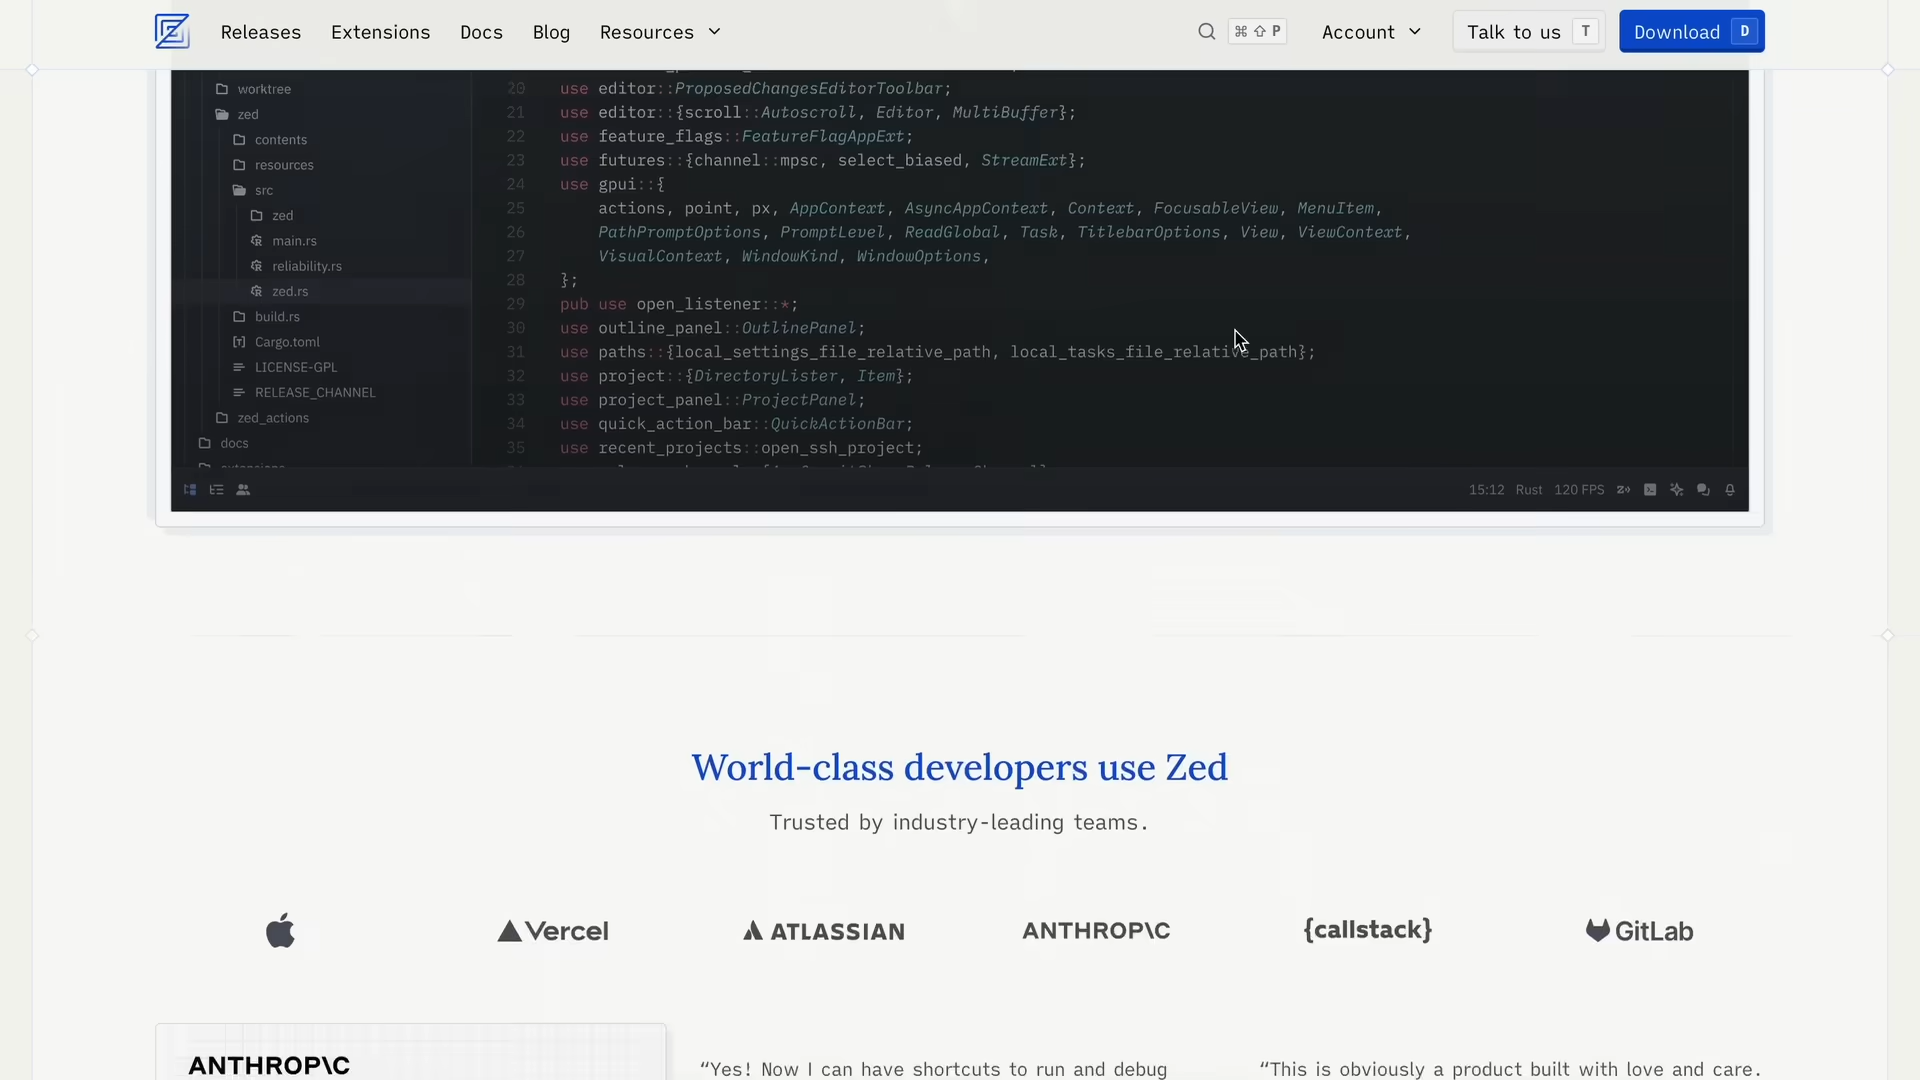 Releases Extensions Docs Blog Resources ⌘ ⇧ P Account Talk to us T Download D
worktree
zed
contents
resources
src
zed
main.rs
reliability.rs
zed.rs
build.rs
Cargo.toml
LICENSE-GPL
RELEASE_CHANNEL
zed_actions
docs
20 use editor::ProposedChangesEditorToolbar;
21 use editor::{scroll::Autoscroll, Editor, MultiBuffer};
22 use feature_flags::FeatureFlagAppExt;
23 use futures::{channel::mpsc, select_biased, StreamExt};
24 use gpui::{
25 actions, point, px, AppContext, AsyncAppContext, Context, FocusableView, MenuItem,
26 PathPromptOptions, PromptLevel, ReadGlobal, Task, TitlebarOptions, View, ViewContext,
27 VisualContext, WindowKind, WindowOptions,
28 };
29 pub use open_listener::*;
30 use outline_panel::OutlinePanel;
31 use paths::{local_settings_file_relative_path, local_tasks_file_relative_path};
32 use project::{DirectoryLister, Item};
33 use project_panel::ProjectPanel;
34 use quick_action_bar::QuickActionBar;
35 use recent_projects::open_ssh_project;
15:12 Rust 120 FPS
World-class developers use Zed
Trusted by industry-leading teams.
Vercel ATLASSIAN ANTHROP\C {callstack} GitLab
ANTHROP\C
“Yes! Now I can have shortcuts to run and debug
“This is obviously a product built with love and care.